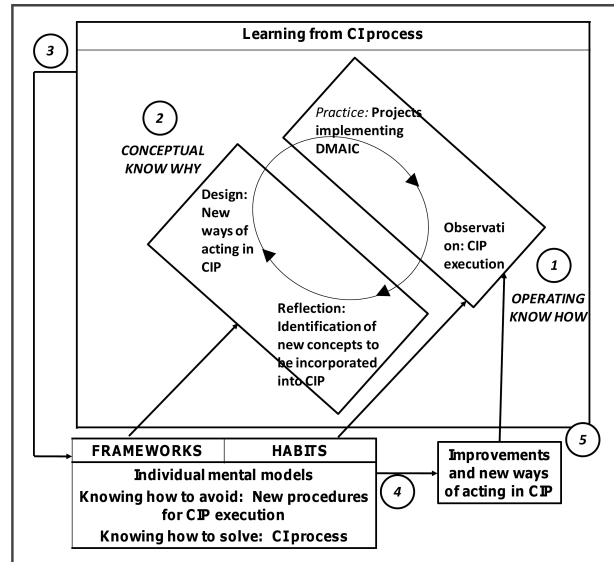 Learning from CI process
3
Practice: Projects
implementing
DMAIC
2
CONCEPTUAL
KNOW WHY
Design:
New
ways of
acting in
CIP
Observati
on: CIP
execution
1
OPERATING
KNOW HOW
Reflection:
Identification of
new concepts to
be incorporated
into CIP
5
FRAMEWORKS
HABITS
Individual mental models
Knowing how to avoid: New procedures
for CIP execution
Knowing how to solve: CI process
4
Improvements
and new ways
of acting in CIP